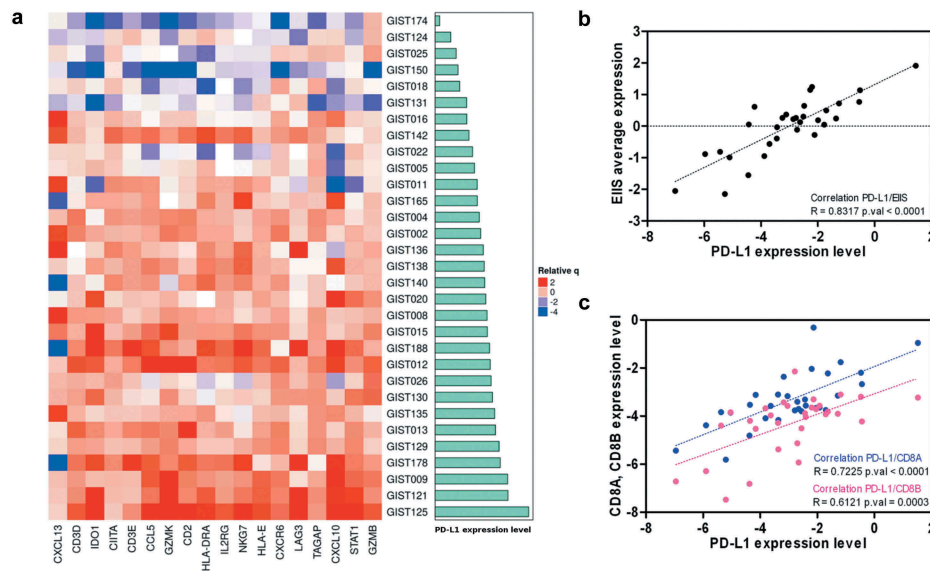 a
GIST174
GIST124
GIST025
GIST150
GIST018
GIST131
GIST016
GIST142
GIST022
GIST005
GIST011
GIST165
GIST004
GIST002
GIST136
GIST138
GIST140
GIST020
GIST008
GIST015
GIST188
GIST012
GIST026
GIST130
GIST135
GIST013
GIST129
GIST178
GIST009
GIST121
GIST125
CXCL13
CD3D
IDO1
CIITA
CD3E
CCL5
GZMK
CD2
HLA-DRA
IL2RG
NKG7
HLA-E
CXCR6
LAG3
TAGAP
CXCL10
STAT1
GZMB
PD-L1 expression level
Relative q
2
0
-2
-4
b
EIIS average expression
3
2
1
0
-1
-2
-3
Correlation PD-L1/EIIS
R = 0.8317 p.val < 0.0001
-8 -6 -4 -2 0 2
PD-L1 expression level
c
CD8A, CD8B expression level
0
-2
-4
-6
-8
Correlation PD-L1/CD8A
R = 0.7225 p.val < 0.0001
Correlation PD-L1/CD8B
R = 0.6121 p.val = 0.0003
-8 -6 -4 -2 0 2
PD-L1 expression level